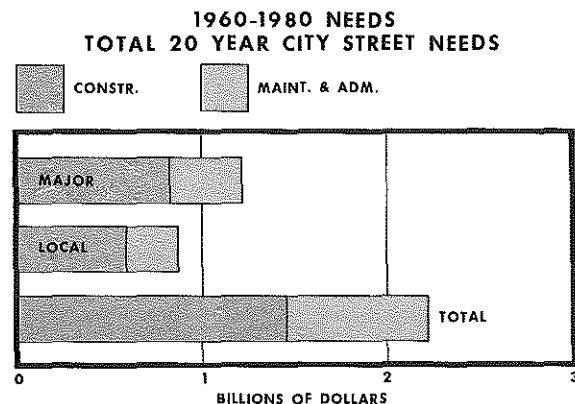 1960-1980 NEEDS
TOTAL 20 YEAR CITY STREET NEEDS
CONSTR. MAINT. & ADM.
MAJOR
LOCAL
TOTAL
0 1 2 3
BILLIONS OF DOLLARS